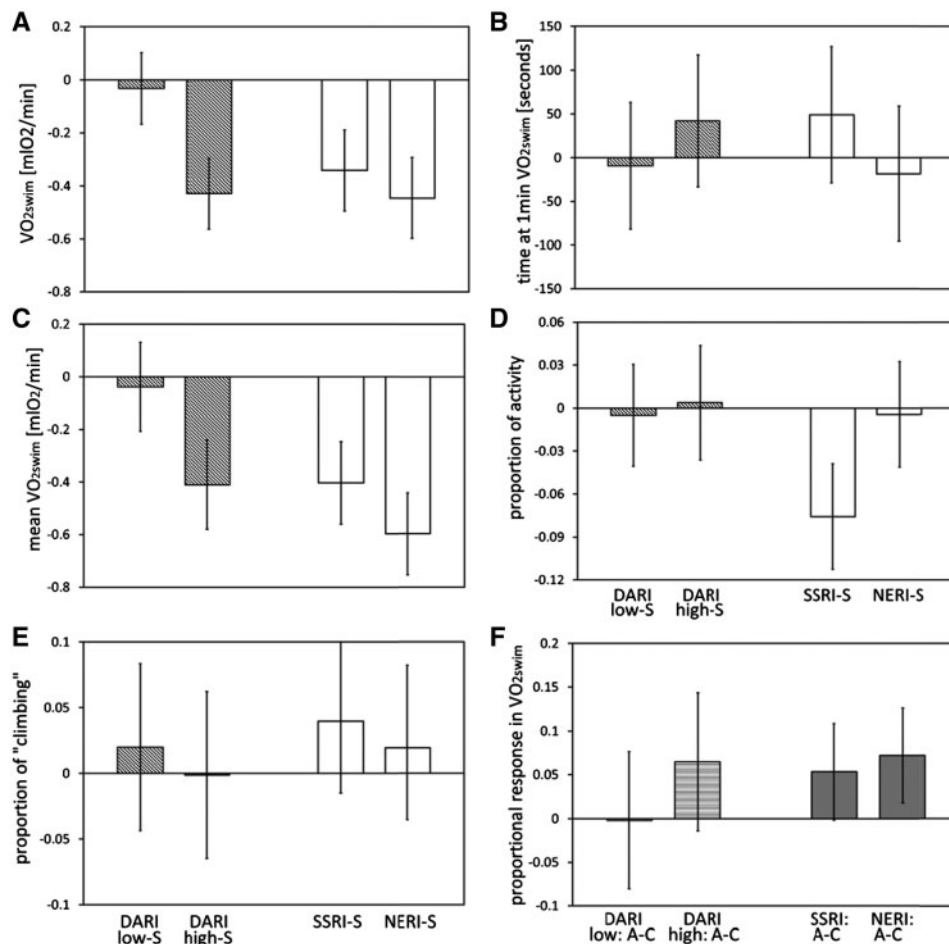 A
0.2
0
-0.2
-0.4
-0.6
-0.8
VO2swim [mlO2/min]
B
150
100
50
0
-50
-100
-150
time at 1min VO2swim [seconds]
C
0.2
0
-0.2
-0.4
-0.6
-0.8
mean VO2swim [mlO2/min]
D
0.06
0.03
0
-0.03
-0.06
-0.09
-0.12
proportion of activity
DARI low-S
DARI high-S
SSRI-S
NERI-S
E
0.1
0.05
0
-0.05
-0.1
proportion of "climbing"
DARI low-S
DARI high-S
SSRI-S
NERI-S
F
0.2
0.15
0.1
0.05
0
-0.05
-0.1
proportional response in VO2swim
DARI low: A-C
DARI high: A-C
SSRI: A-C
NERI: A-C